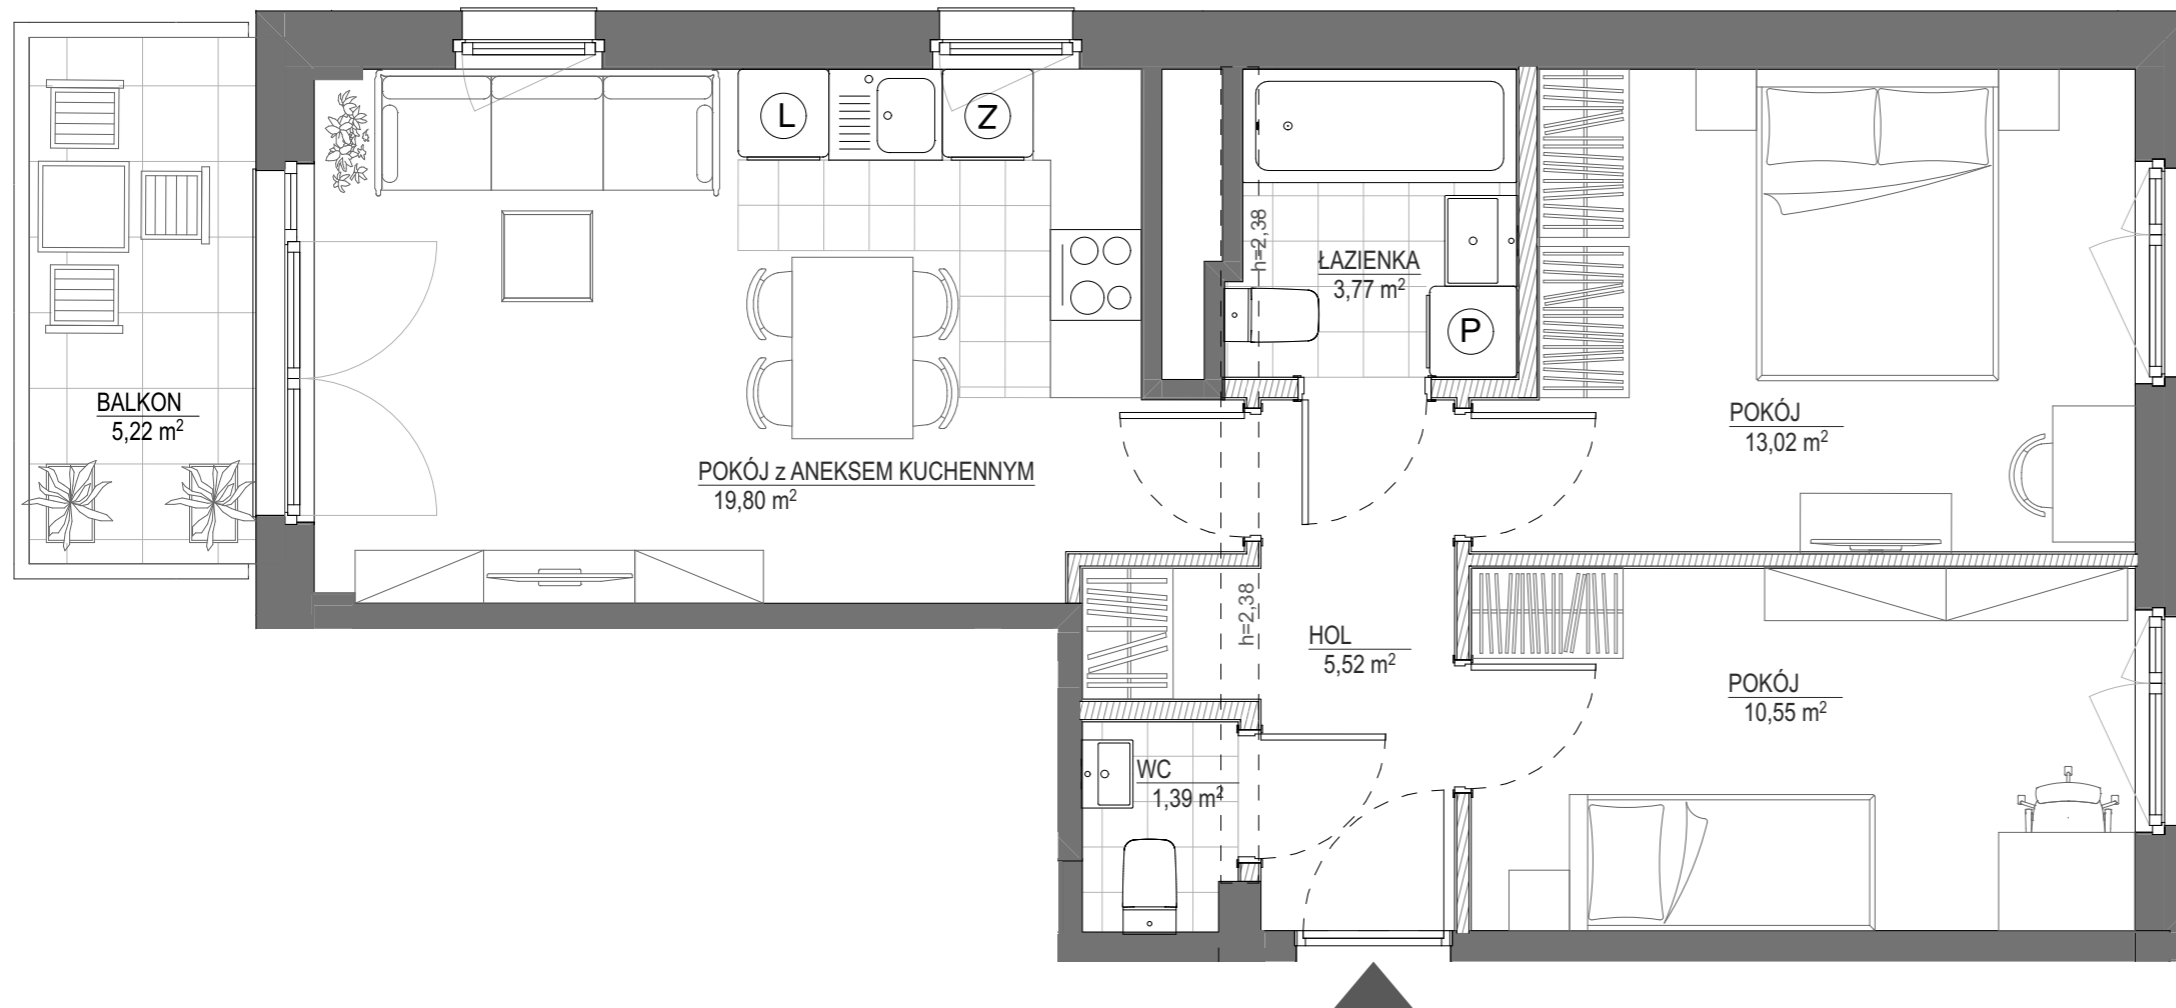 L
Z
h=2,38
ŁAZIENKA
3,77 m²
P
BALKON
5,22 m²
POKÓJ z ANEKSEM KUCHENNYM
19,80 m²
POKÓJ
13,02 m²
h=2,38
HOL
5,52 m²
POKÓJ
10,55 m²
WC
1,39 m²